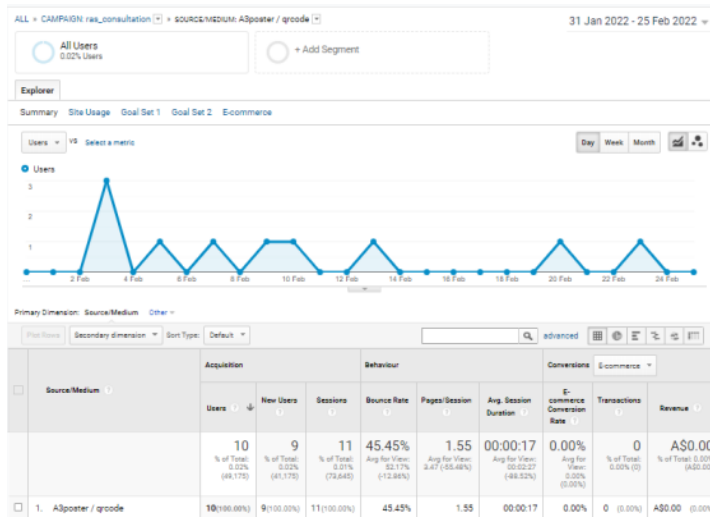 ALL » CAMPAIGN: ras_consultation » SOURCE/MEDIUM: A3poster / qrcode
31 Jan 2022 - 25 Feb 2022
All Users
0.02% Users
+ Add Segment
Explorer
Summary Site Usage Goal Set 1 Goal Set 2 E-commerce
Users VS Select a metric
Day Week Month
Users
3
2
1
... 2 Feb 4 Feb 6 Feb 8 Feb 10 Feb 12 Feb 14 Feb 16 Feb 18 Feb 20 Feb 22 Feb 24 Feb
Primary Dimension: Source/Medium Other
Plot Rows Secondary dimension Sort Type: Default advanced
Source/Medium
Acquisition
Behaviour
Conversions E-commerce
Users
New Users
Sessions
Bounce Rate
Pages/Session
Avg. Session
Duration
E-
commerce
Conversion
Rate
Transactions
Revenue
10
% of Total:
0.02%
(49,175)
9
% of Total:
0.02%
(41,175)
11
% of Total:
0.01%
(73,645)
45.45%
Avg for View:
52.17%
(-12.86%)
1.55
Avg for View:
3.47 (-55.48%)
00:00:17
Avg for View:
00:02:27
(-88.52%)
0.00%
Avg for
View:
0.00%
(0.00%)
0
% of Total:
0.00% (0)
A$0.00
% of Total: 0.00%
(A$0.00
1. A3poster / qrcode 10(100.00%) 9(100.00%) 11(100.00%) 45.45% 1.55 00:00:17 0.00% 0 (0.00%) A$0.00 (0.00%